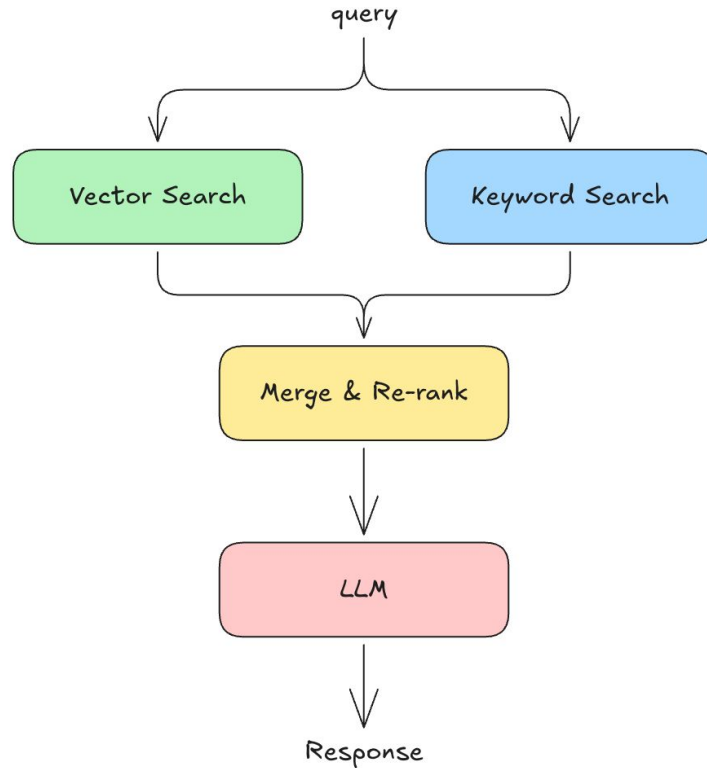 query
Vector Search
Keyword Search
Merge & Re-rank
LLM
Response